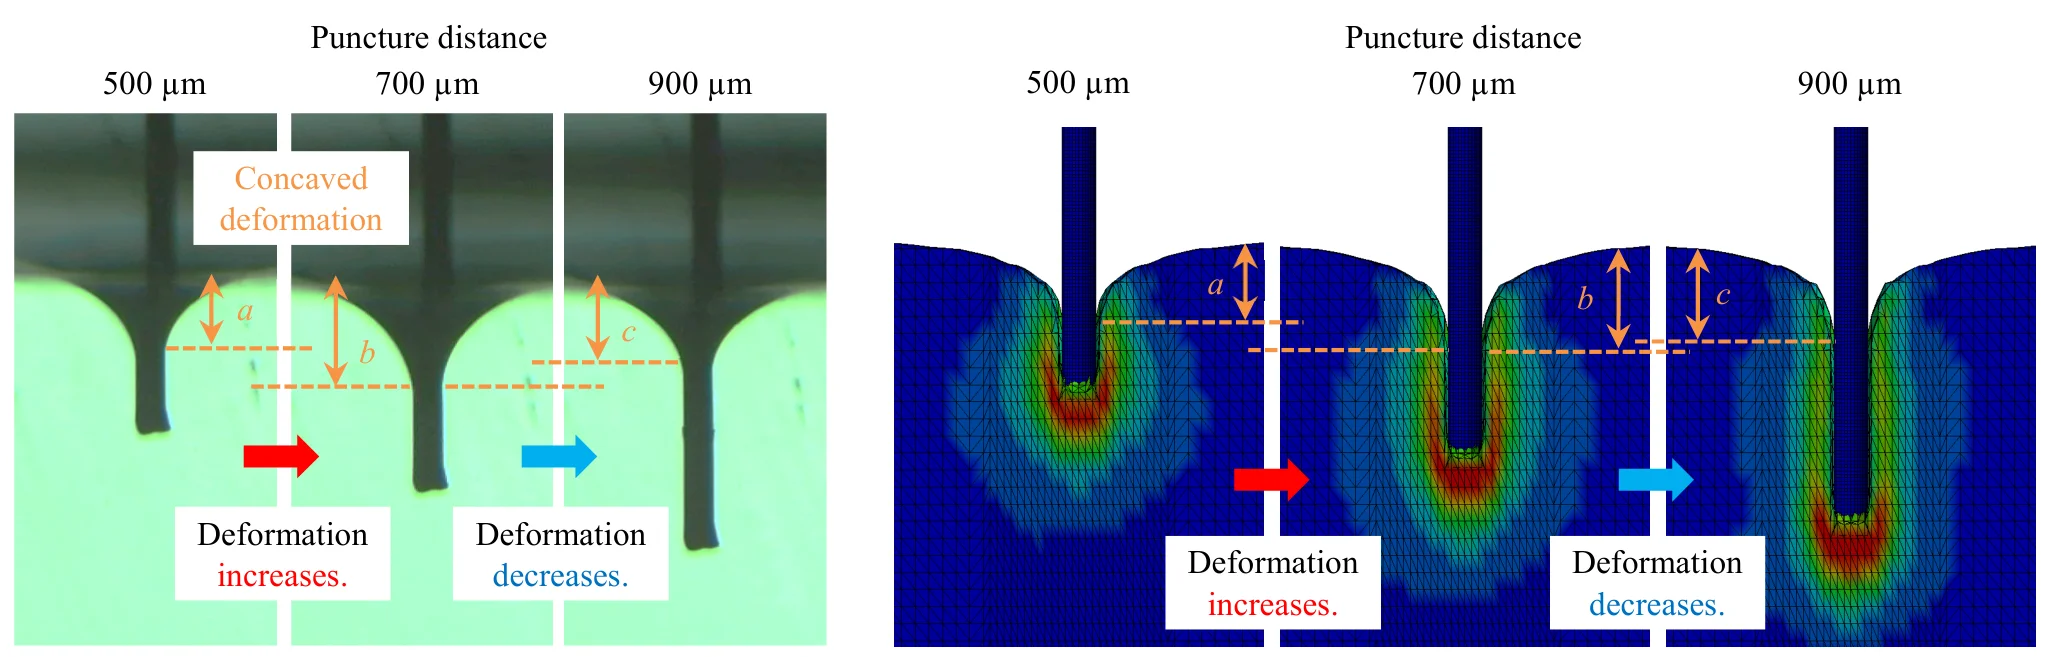 Puncture distance
500 µm
700 µm
900 µm
Concaved
deformation
a
b
c
Deformation
increases.
Deformation
decreases.
Puncture distance
500 µm
700 µm
900 µm
a
b
c
Deformation
increases.
Deformation
decreases.